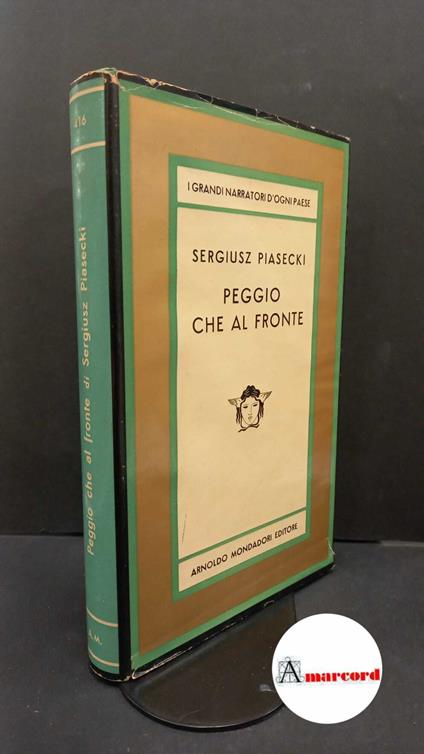 416
Peggio che al fronte di Sergiusz Piasecki
A.M.
I GRANDI NARRATORI D'OGNI PAESE
SERGIUSZ PIASECKI
PEGGIO
CHE AL FRONTE
ARNOLDO MONDADORI EDITORE
Amarcord